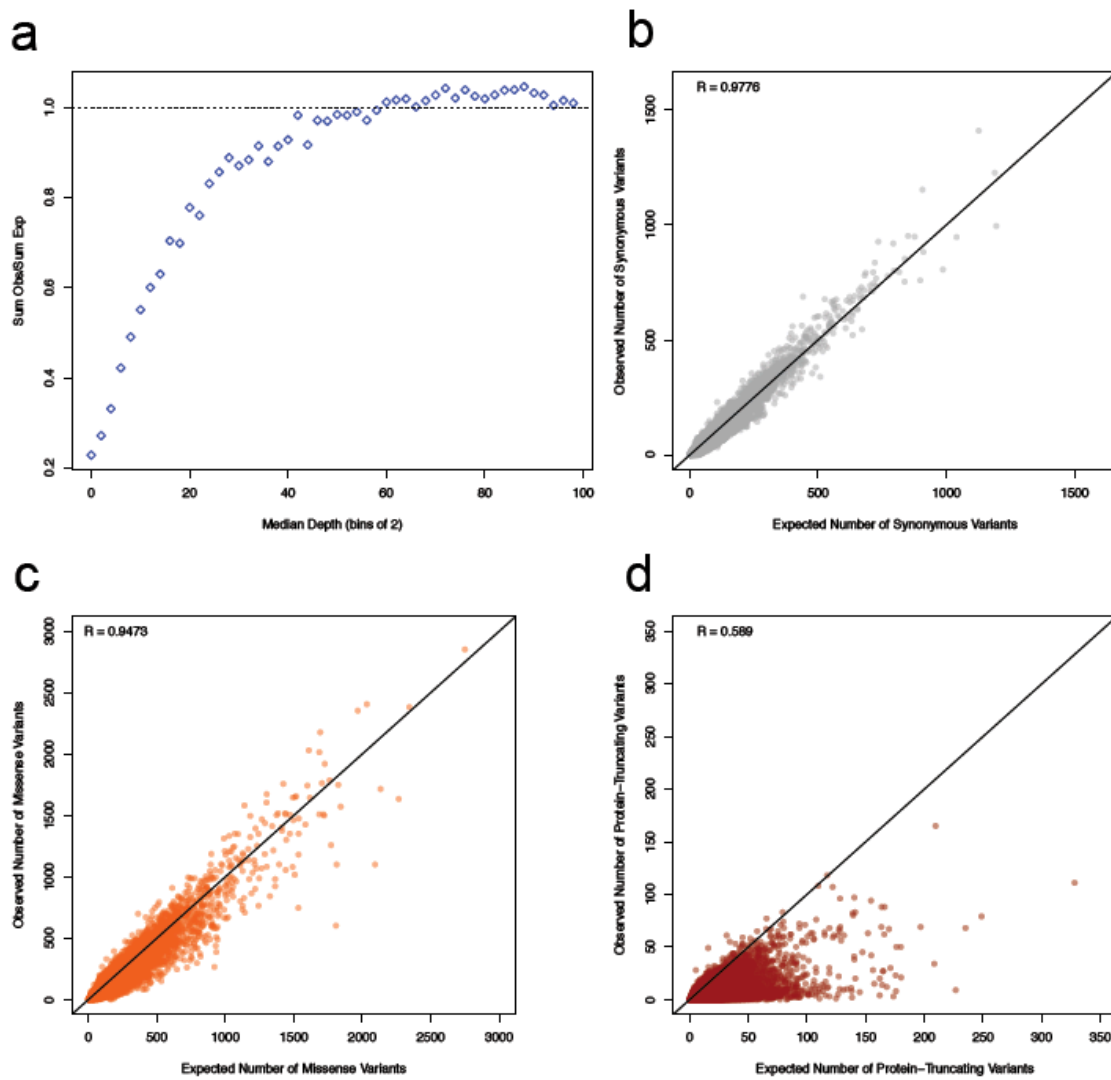 a
1.0
0.8
0.6
0.4
0.2
Sum Obs/Sum Exp
0 20 40 60 80 100
Median Depth (bins of 2)
b
R = 0.9776
1500
1000
500
0
Observed Number of Synonymous Variants
0 500 1000 1500
Expected Number of Synonymous Variants
c
R = 0.9473
3000
2500
2000
1500
1000
500
0
Observed Number of Missense Variants
0 500 1000 1500 2000 2500 3000
Expected Number of Missense Variants
d
R = 0.589
350
300
250
200
150
100
50
0
Observed Number of Protein-Truncating Variants
0 50 100 150 200 250 300 350
Expected Number of Protein-Truncating Variants